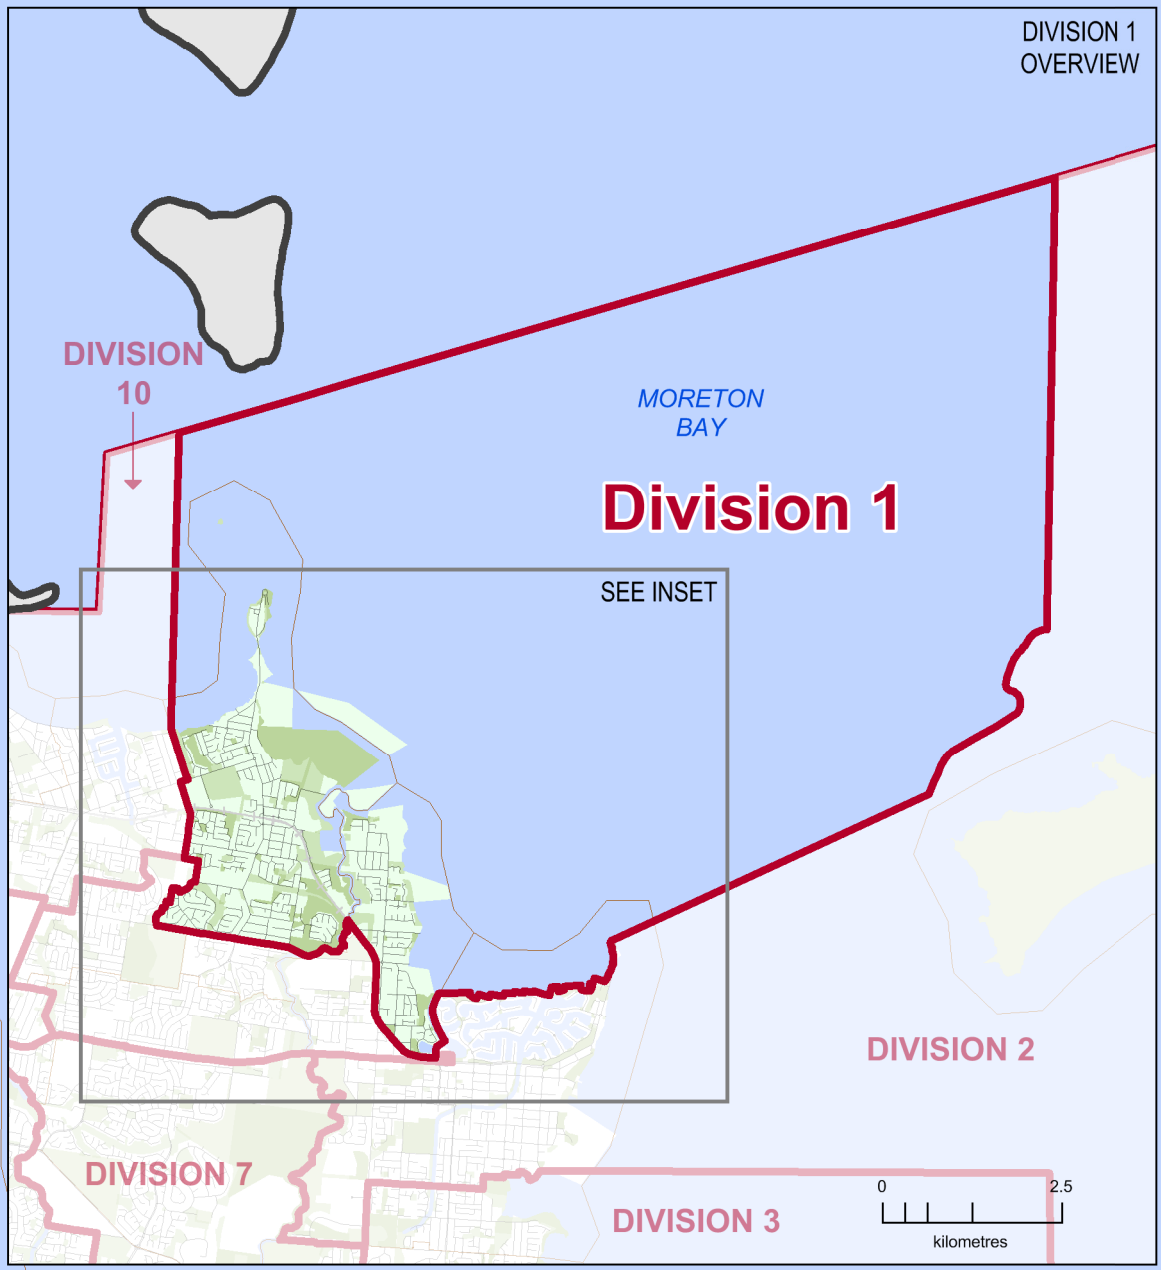 DIVISION 1
OVERVIEW
DIVISION
10
MORETON
BAY
Division 1
SEE INSET
DIVISION 2
DIVISION 7
DIVISION 3
0 2.5
kilometres